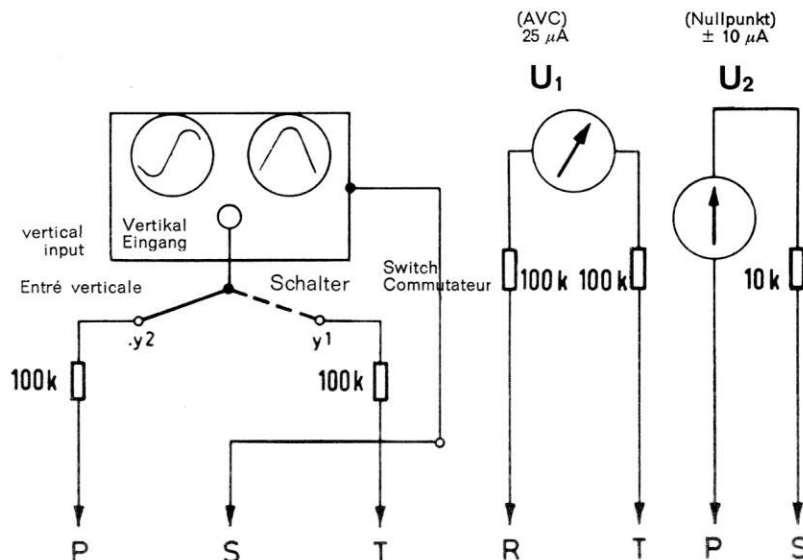 (AVC)
25 µA
U₁
(Nullpunkt)
± 10 µA
U₂
vertical
input
Vertikal
Eingang
Entré verticale
Schalter
Switch
Commutateur
.y2
y1
100k
100k
100k
100k
10k
P
S
T
R
T
P
S